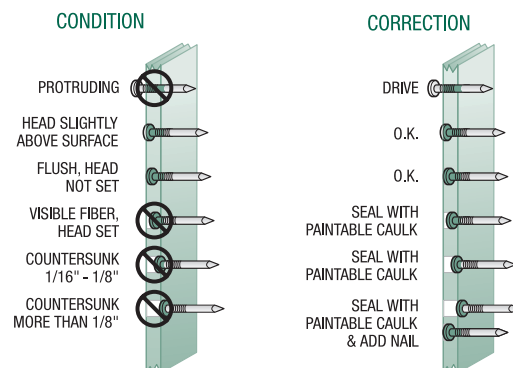 CONDITION
PROTRUDING
HEAD SLIGHTLY
ABOVE SURFACE
FLUSH, HEAD
NOT SET
VISIBLE FIBER,
HEAD SET
COUNTERSUNK
1/16" - 1/8"
COUNTERSUNK
MORE THAN 1/8"
CORRECTION
DRIVE
O.K.
O.K.
SEAL WITH
PAINTABLE CAULK
SEAL WITH
PAINTABLE CAULK
SEAL WITH
PAINTABLE CAULK
& ADD NAIL